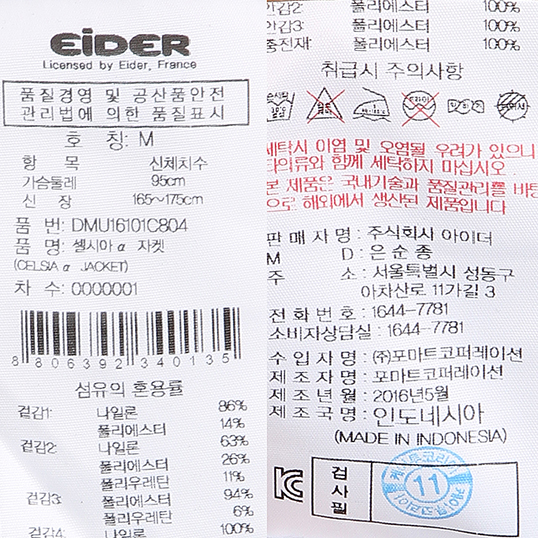 EiDER
Licensed by Eider, France
품질경영 및 공산품안전
관리법에 의한 품질표시
호 칭: M
항 목 신체치수
가슴둘레 95cm
신 장 165~175cm
품 번: DMU16101C804
품 명: 셀시아 α 자켓
(CELSIA α JACKET)
차 수: 0000001
8 806392 340135
섬유의 혼용률
겉감1: 나일론 86%
폴리에스터 14%
겉감2: 나일론 63%
폴리에스터 26%
폴리우레탄 11%
겉감3: 폴리에스터 94%
폴리우레탄 6%
겉감4: 나일론 100%
안감2: 폴리에스터 100%
안감3: 폴리에스터 100%
충전재: 폴리에스터 100%
취급시 주의사항
세탁시 이염 및 오염될 우려가 있으니
타의류와 함께 세탁하지 마십시오.
본 제품은 국내기술과 품질관리를 바탕
으로 해외에서 생산된 제품입니다
판 매 자 명 : 주식회사 아이더
M D : 은 순 종
주 소 : 서울특별시 성동구
아차산로 11가길 3
전 화 번 호 : 1644-7781
소비자상담실 : 1644-7781
수 입 자 명 : (주)포마트코퍼레이션
제 조 자 명 : 포마트코퍼레이션
제 조 년 월 : 2016년5월
제 조 국 명 : 인도네시아
(MADE IN INDONESIA)
검사필
11